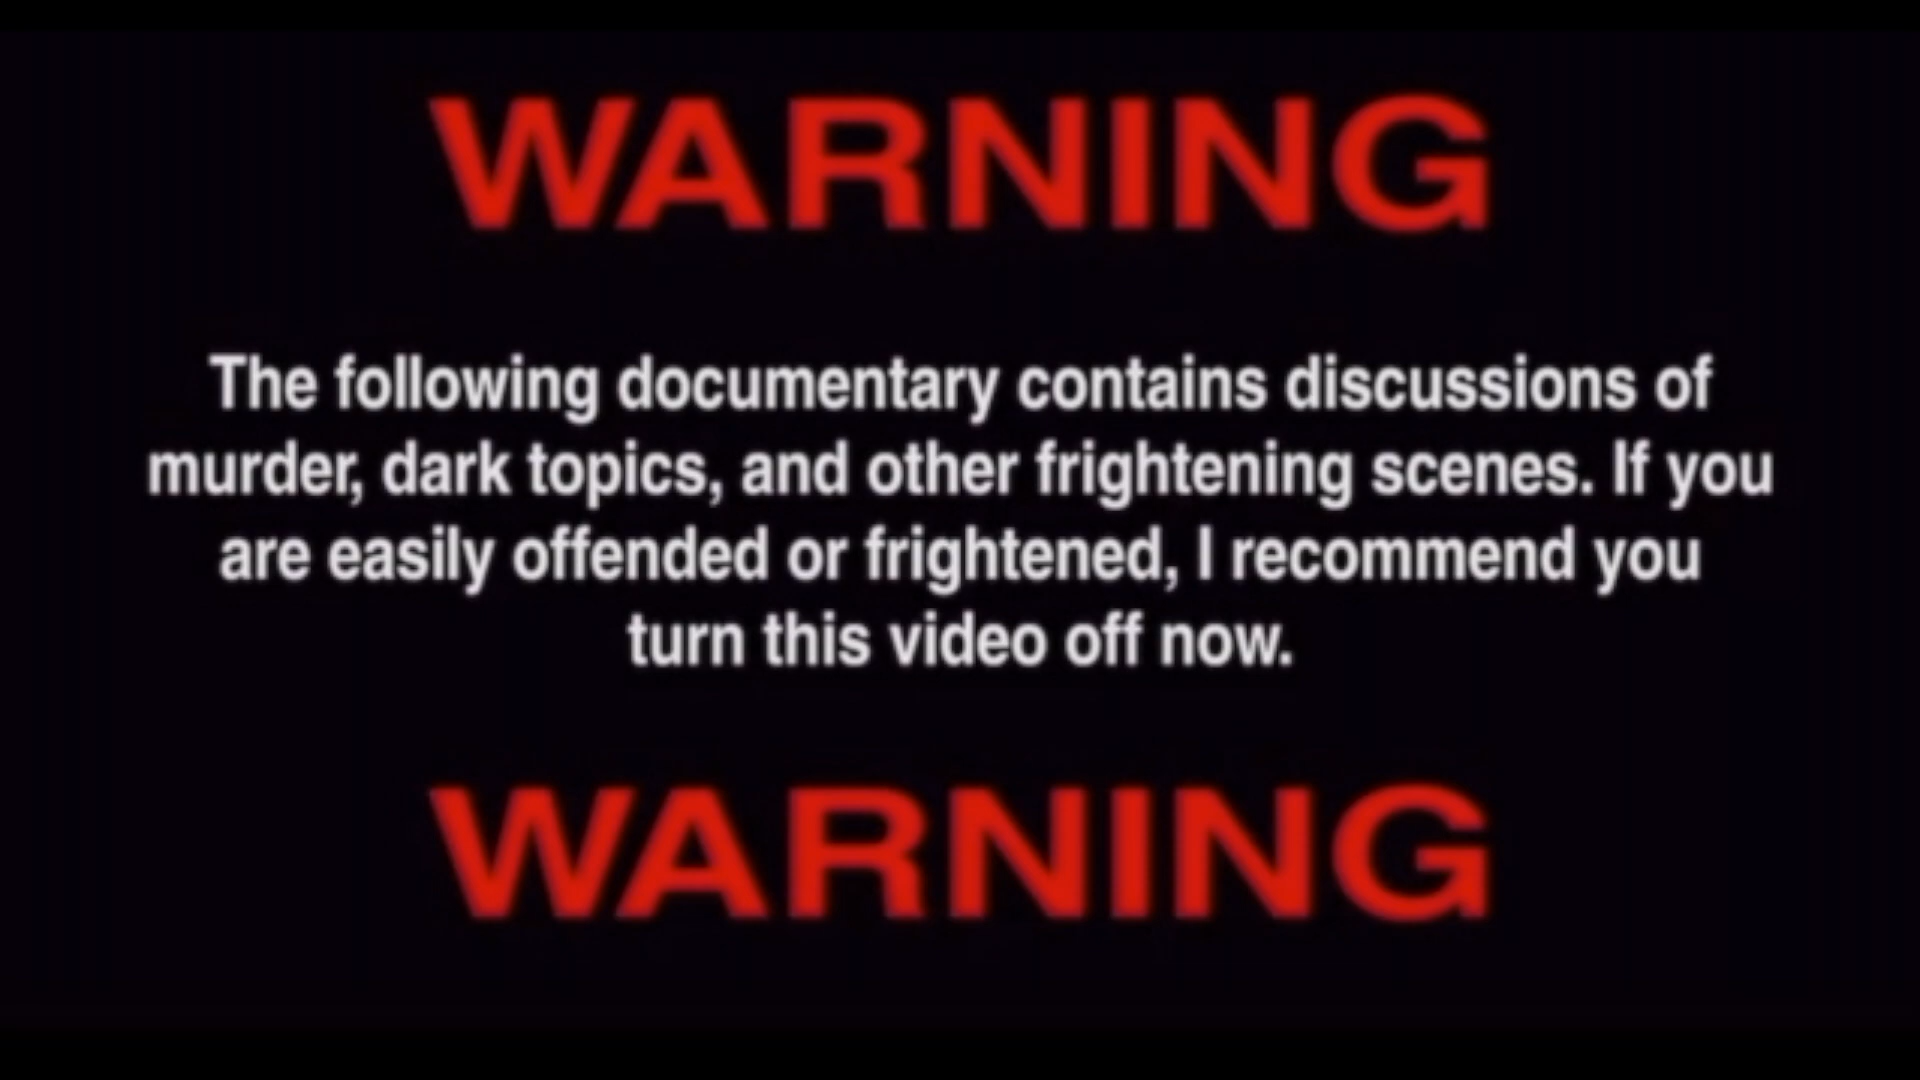 WARNING
The following documentary contains discussions of
murder, dark topics, and other frightening scenes. If you
are easily offended or frightened, I recommend you
turn this video off now.
WARNING